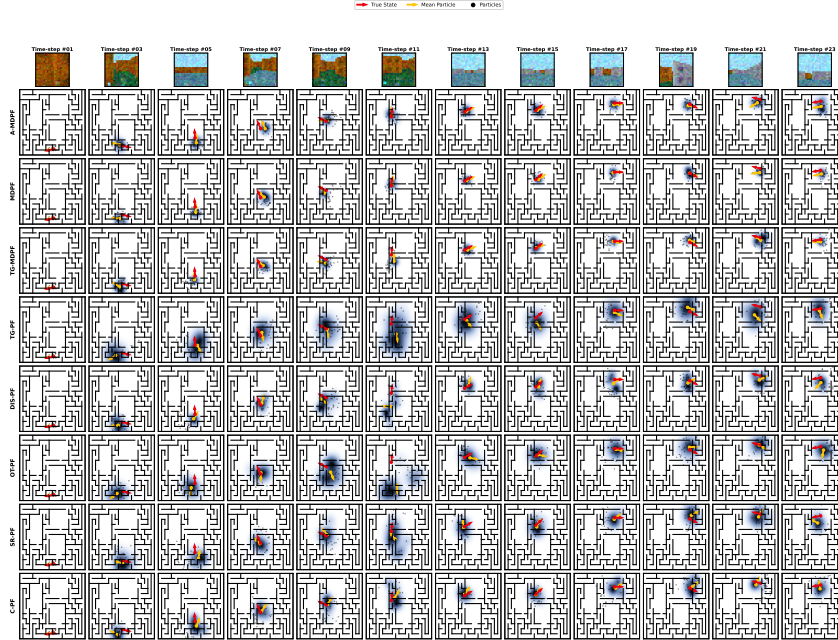 True State Mean Particle Particles
Time-step #01 Time-step #03 Time-step #05 Time-step #07 Time-step #09 Time-step #11 Time-step #13 Time-step #15 Time-step #17 Time-step #19 Time-step #21 Time-step #23
A-MDPF
MDPF
TG-MDPF
TG-PF
DIS-PF
OT-PF
SR-PF
C-PF